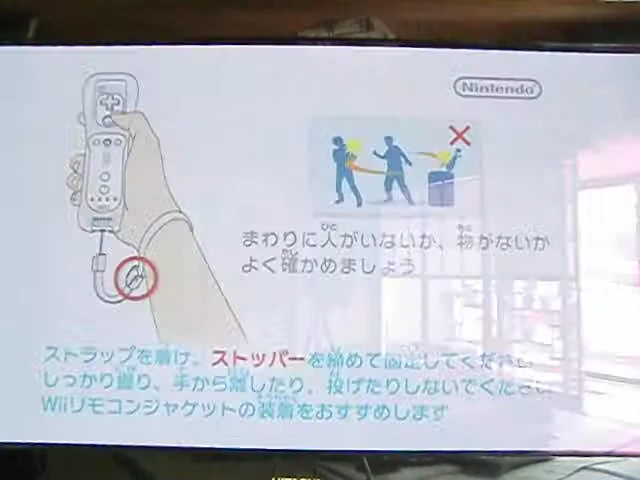 Nintendo
まわりに人がいないか、物がないか
よく確かめましょう
ストラップを着け、ストッパーを締めて固定してください。
しっかり握り、手から離したり、投げたりしないでください。
Wiiリモコンジャケットの装着をおすすめします
HITACHI